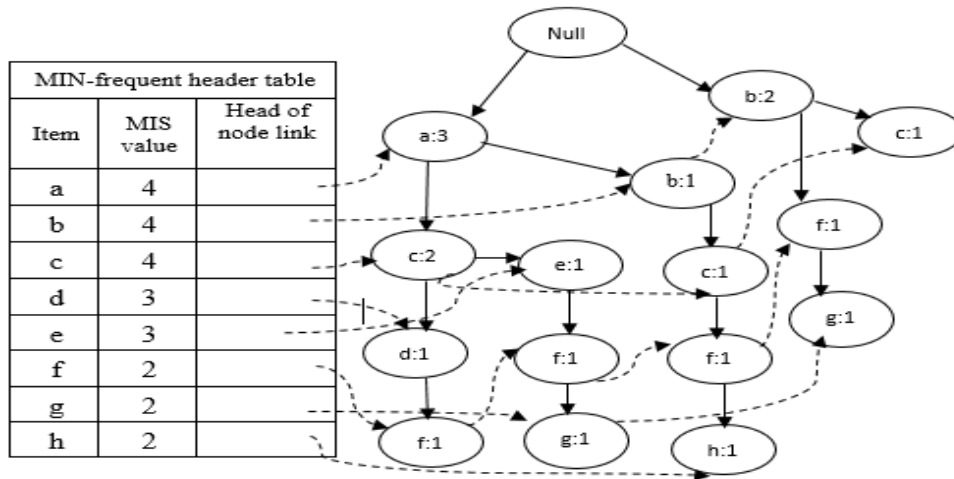 MIN-frequent header table
Item MIS value Head of node link
a 4
b 4
c 4
d 3
e 3
f 2
g 2
h 2
Null
b:2
a:3
c:1
b:1
f:1
c:2
e:1
c:1
g:1
d:1
f:1
f:1
f:1
g:1
h:1